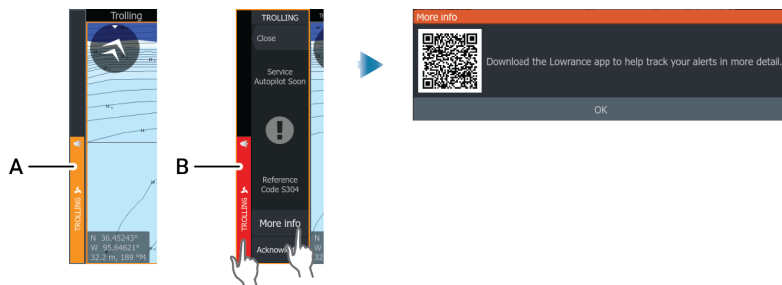 Trolling
A
TROLLING
N 36.45243°
W 95.64621°
32.2 m, 189 °M
B
TROLLING
TROLLING
Close
Service
Autopilot Soon
Reference
Code S304
More info
N
W
32
More info
Download the Lowrance app to help track your alerts in more detail.
OK